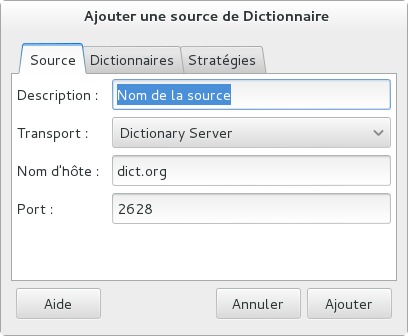 Ajouter une source de Dictionnaire
Source Dictionnaires Stratégies
Description : Nom de la source
Transport : Dictionary Server
Nom d'hôte : dict.org
Port : 2628
Aide Annuler Ajouter